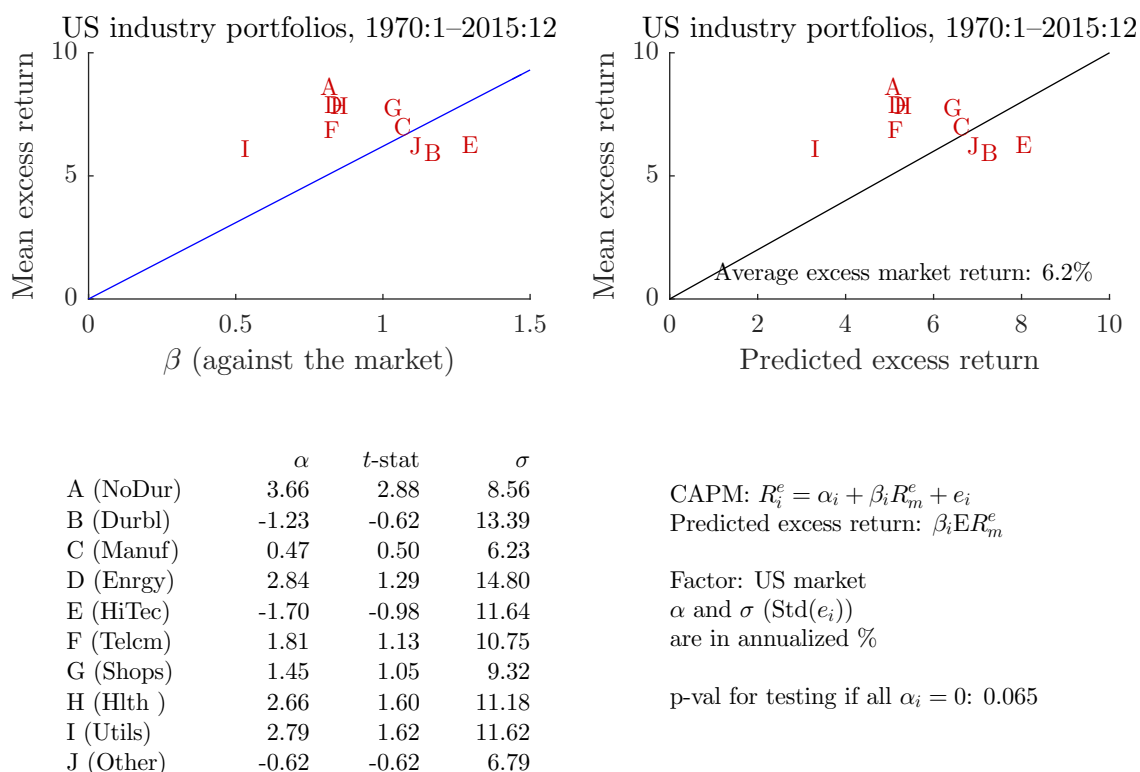 US industry portfolios, 1970:1–2015:12
10
5
0
Mean excess return
A
D
H
F
G
C
I
J
B
E
0 0.5 1 1.5
β (against the market)
US industry portfolios, 1970:1–2015:12
10
5
0
Mean excess return
A
D
H
F
G
C
I
J
B
E
Average excess market return: 6.2%
0 2 4 6 8 10
Predicted excess return
α t-stat σ
A (NoDur) 3.66 2.88 8.56
B (Durbl) -1.23 -0.62 13.39
C (Manuf) 0.47 0.50 6.23
D (Enrgy) 2.84 1.29 14.80
E (HiTec) -1.70 -0.98 11.64
F (Telcm) 1.81 1.13 10.75
G (Shops) 1.45 1.05 9.32
H (Hlth ) 2.66 1.60 11.18
I (Utils) 2.79 1.62 11.62
J (Other) -0.62 -0.62 6.79
CAPM: R_i^e = α_i + β_i R_m^e + e_i
Predicted excess return: β_i E R_m^e
Factor: US market
α and σ (Std(e_i))
are in annualized %
p-val for testing if all α_i = 0: 0.065